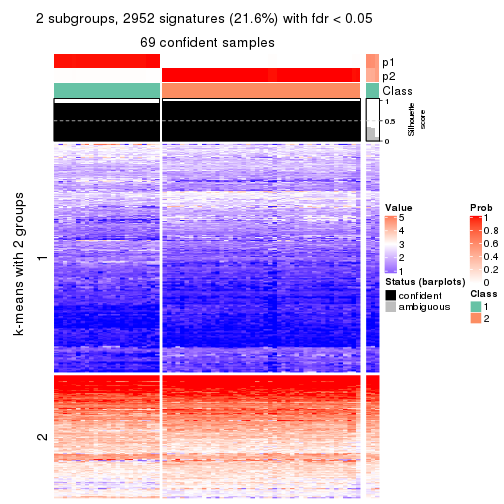 2 subgroups, 2952 signatures (21.6%) with fdr < 0.05
69 confident samples
p1
p2
Class
1
0.5
0
Silhouette
score
k-means with 2 groups
1
2
Value
5
4
3
2
1
Status (barplots)
confident
ambiguous
Prob
1
0.8
0.6
0.4
0.2
0
Class
1
2